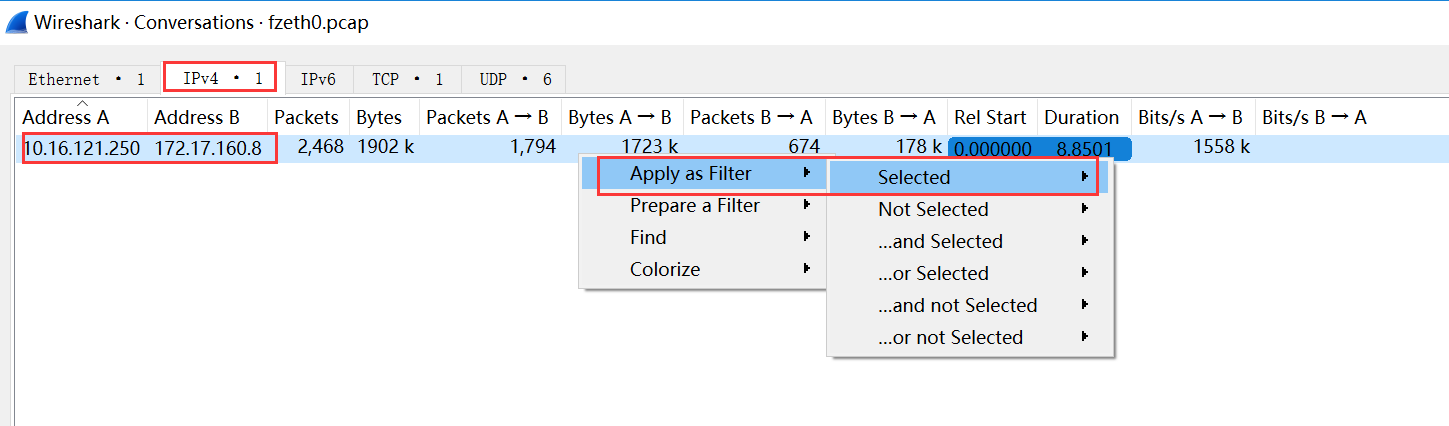 Wireshark · Conversations · fzeth0.pcap
Ethernet · 1 IPv4 · 1 IPv6 TCP · 1 UDP · 6
Address A Address B Packets Bytes Packets A → B Bytes A → B Packets B → A Bytes B → A Rel Start Duration Bits/s A → B Bits/s B → A
10.16.121.250 172.17.160.8 2,468 1902 k 1,794 1723 k 674 178 k 0.000000 8.8501 1558 k
Apply as Filter
Prepare a Filter
Find
Colorize
Selected
Not Selected
...and Selected
...or Selected
...and not Selected
...or not Selected